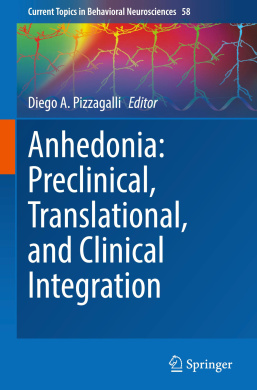 Current Topics in Behavioral Neurosciences 58
Diego A. Pizzagalli Editor
Anhedonia:
Preclinical,
Translational,
and Clinical
Integration
Springer